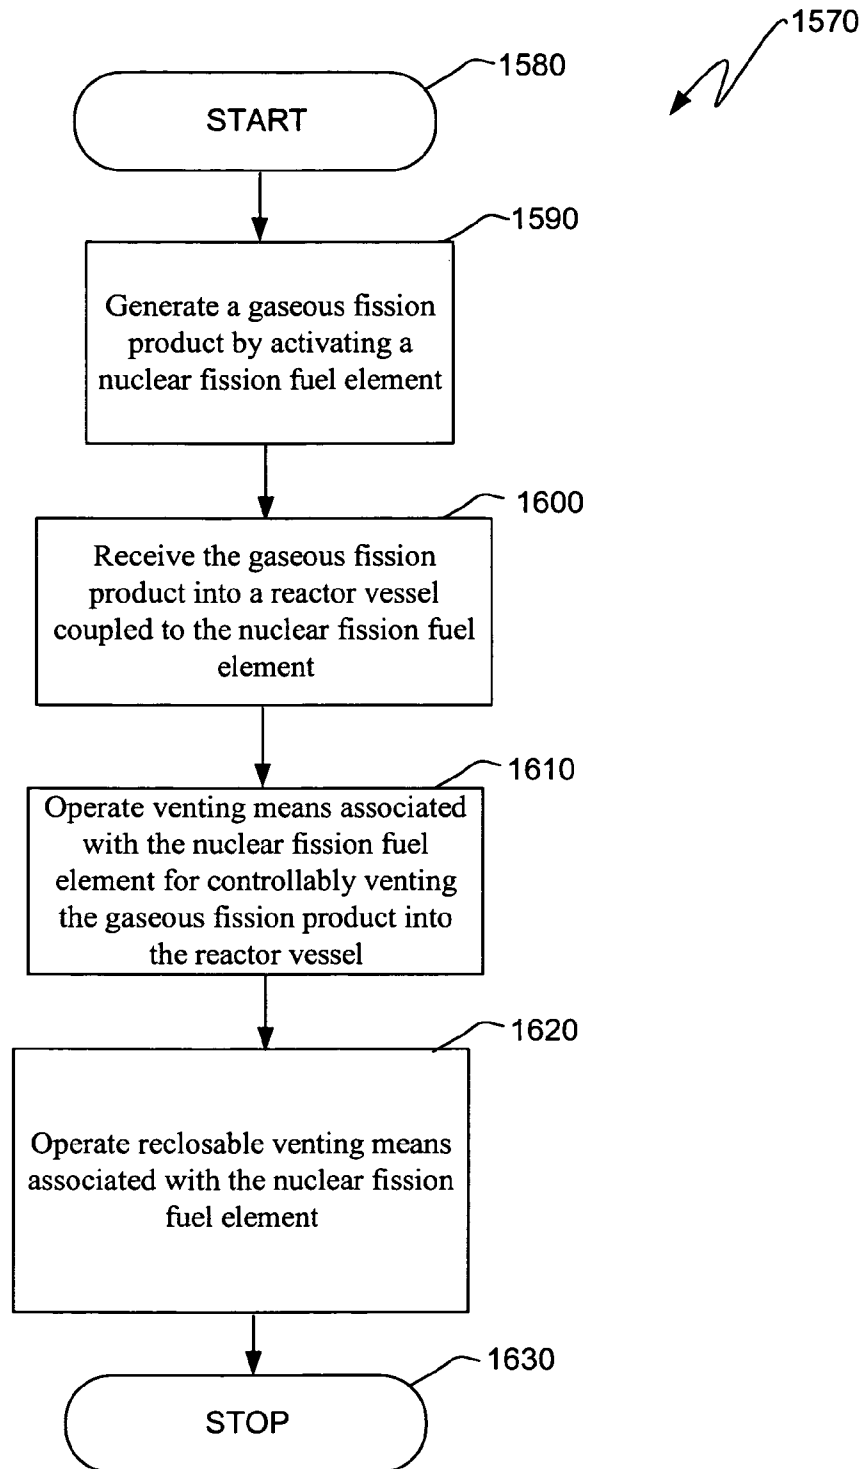 1570
1580
START
1590
Generate a gaseous fission
product by activating a
nuclear fission fuel element
1600
Receive the gaseous fission
product into a reactor vessel
coupled to the nuclear fission fuel
element
1610
Operate venting means associated
with the nuclear fission fuel
element for controllably venting
the gaseous fission product into
the reactor vessel
1620
Operate reclosable venting means
associated with the nuclear fission
fuel element
1630
STOP